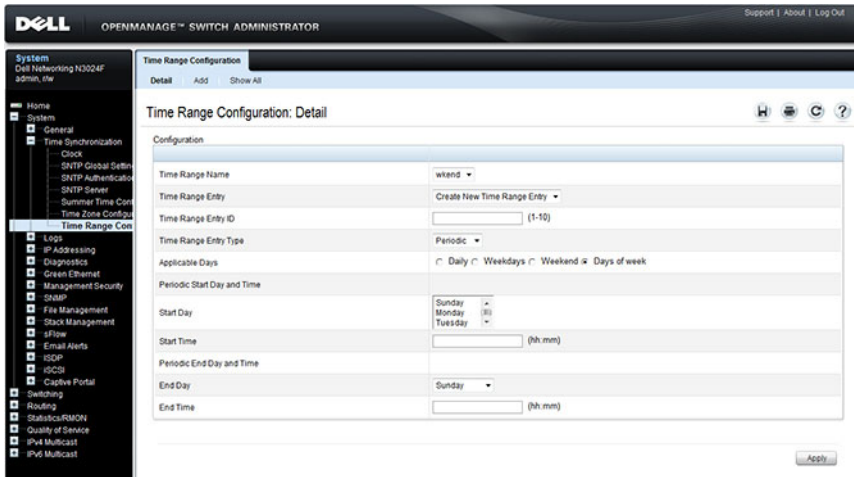 Support | About | Log Out
DELL OPENMANAGE™ SWITCH ADMINISTRATOR
System
Dell Networking N3024F
admin, r/w
Home
System
General
Time Synchronization
Clock
SNTP Global Settin
SNTP Authenticatio
SNTP Server
Summer Time Con
Time Zone Configu
Time Range Con
Logs
IP Addressing
Diagnostics
Green Ethernet
Management Security
SNMP
File Management
Stack Management
sFlow
Email Alerts
ISDP
iSCSI
Captive Portal
Switching
Routing
Statistics/RMON
Quality of Service
IPv4 Multicast
IPv6 Multicast
Time Range Configuration
Detail Add Show All
Time Range Configuration: Detail
Configuration
Time Range Name wkend
Time Range Entry Create New Time Range Entry
Time Range Entry ID (1-10)
Time Range Entry Type Periodic
Applicable Days Daily Weekdays Weekend Days of week
Periodic Start Day and Time
Start Day Sunday
Monday
Tuesday
Start Time (hh:mm)
Periodic End Day and Time
End Day Sunday
End Time (hh:mm)
Apply